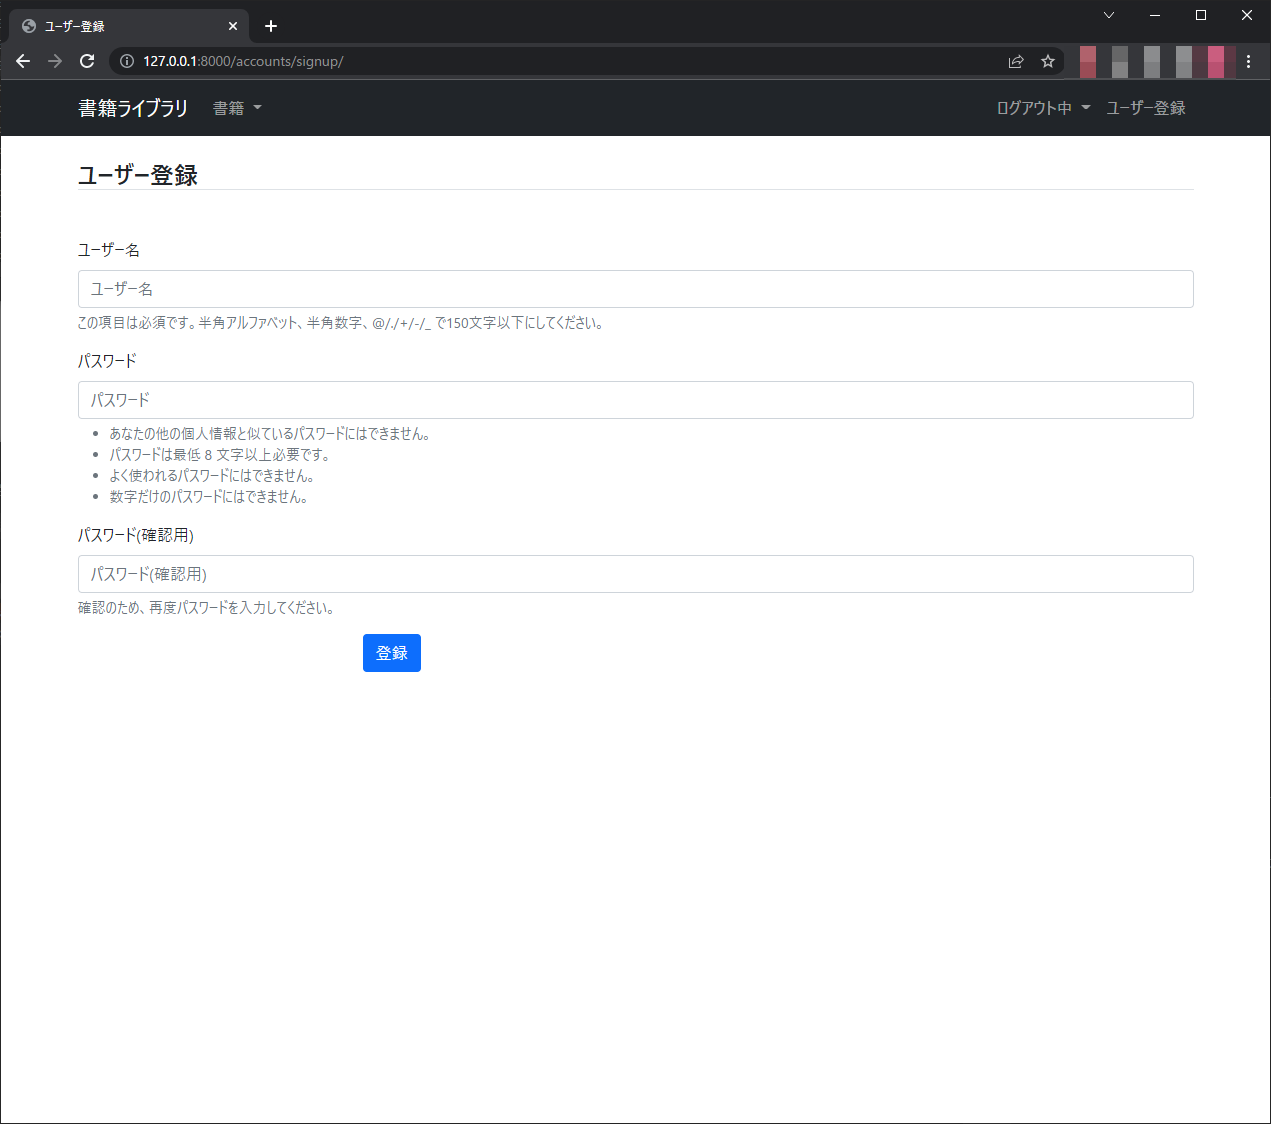 ユーザー登録
127.0.0.1:8000/accounts/signup/
書籍ライブラリ 書籍 ログアウト中 ユーザー登録
ユーザー登録
ユーザー名
ユーザー名
この項目は必須です。半角アルファベット、半角数字、@/./+/-/_ で150文字以下にしてください。
パスワード
パスワード
あなたの他の個人情報と似ているパスワードにはできません。
パスワードは最低 8 文字以上必要です。
よく使われるパスワードにはできません。
数字だけのパスワードにはできません。
パスワード(確認用)
パスワード(確認用)
確認のため、再度パスワードを入力してください。
登録